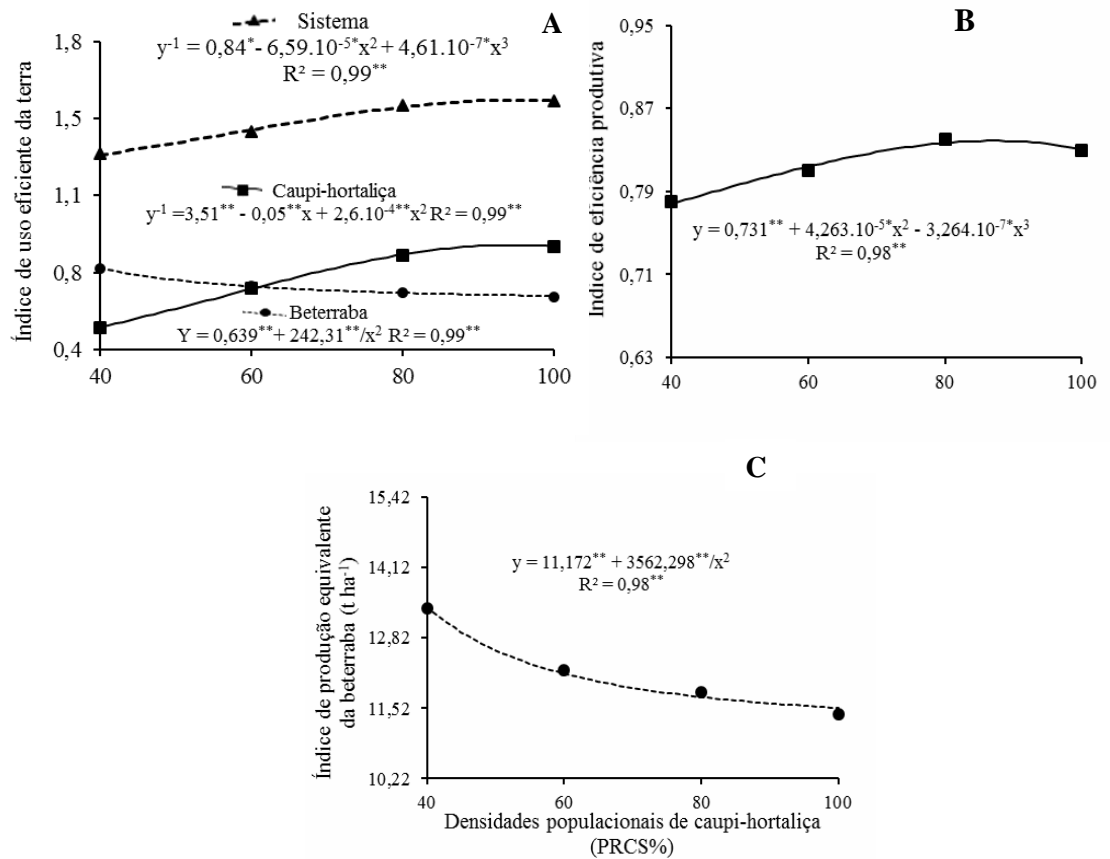 Sistema
A
y⁻¹ = 0,84* - 6,59.10⁻⁵*x² + 4,61.10⁻⁷*x³
R² = 0,99**
Índice de uso eficiente da terra
1,8
1,5
1,1
0,8
0,4
Caupi-hortaliça
y⁻¹ =3,51** - 0,05**x + 2,6.10⁻⁴**x² R² = 0,99**
Beterraba
Y = 0,639**+ 242,31**/x² R² = 0,99**
40 60 80 100
B
Indice de eficiência produtiva
0,95
0,87
0,79
0,71
0,63
y = 0,731** + 4,263.10⁻⁵*x² - 3,264.10⁻⁷*x³
R² = 0,98**
40 60 80 100
C
Índice de produção equivalente
da beterraba (t ha⁻¹)
15,42
14,12
12,82
11,52
10,22
y = 11,172** + 3562,298**/x²
R² = 0,98**
40 60 80 100
Densidades populacionais de caupi-hortaliça
(PRCS%)